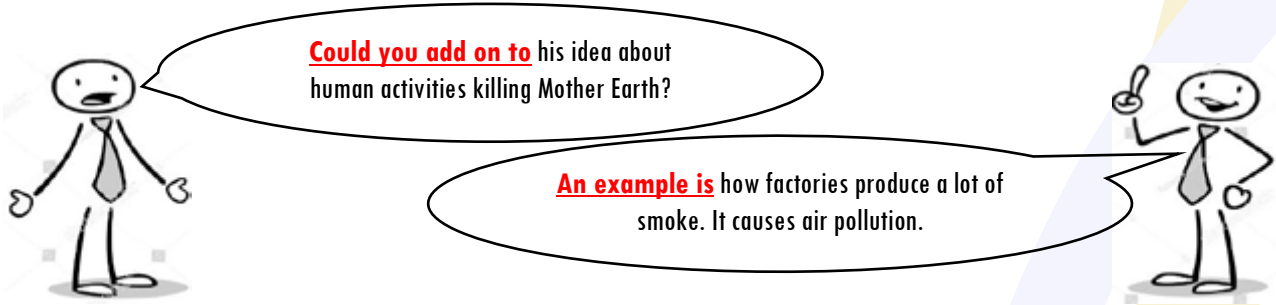 Could you add on to his idea about
human activities killing Mother Earth?
An example is how factories produce a lot of
smoke. It causes air pollution.